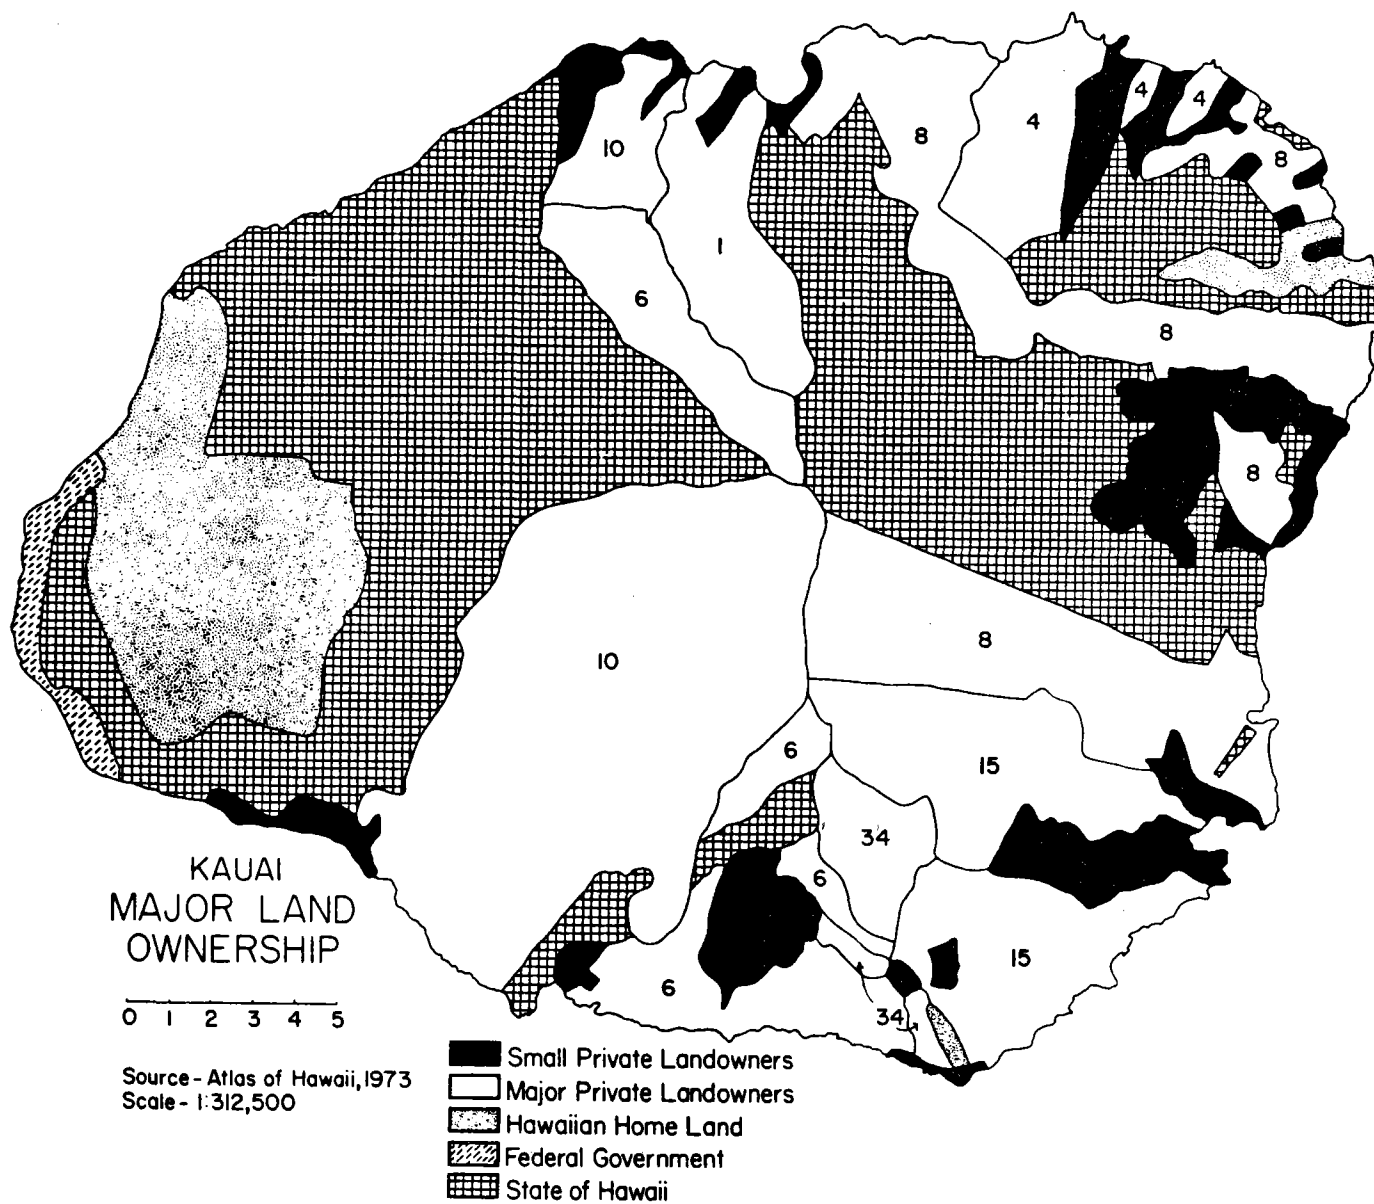 4
4
8
4
10
8
1
6
8
8
10
8
6
15
34
6
15
6
34
KAUAI
MAJOR LAND
OWNERSHIP
0 1 2 3 4 5
Source - Atlas of Hawaii, 1973
Scale - 1:312,500
Small Private Landowners
Major Private Landowners
Hawaiian Home Land
Federal Government
State of Hawaii